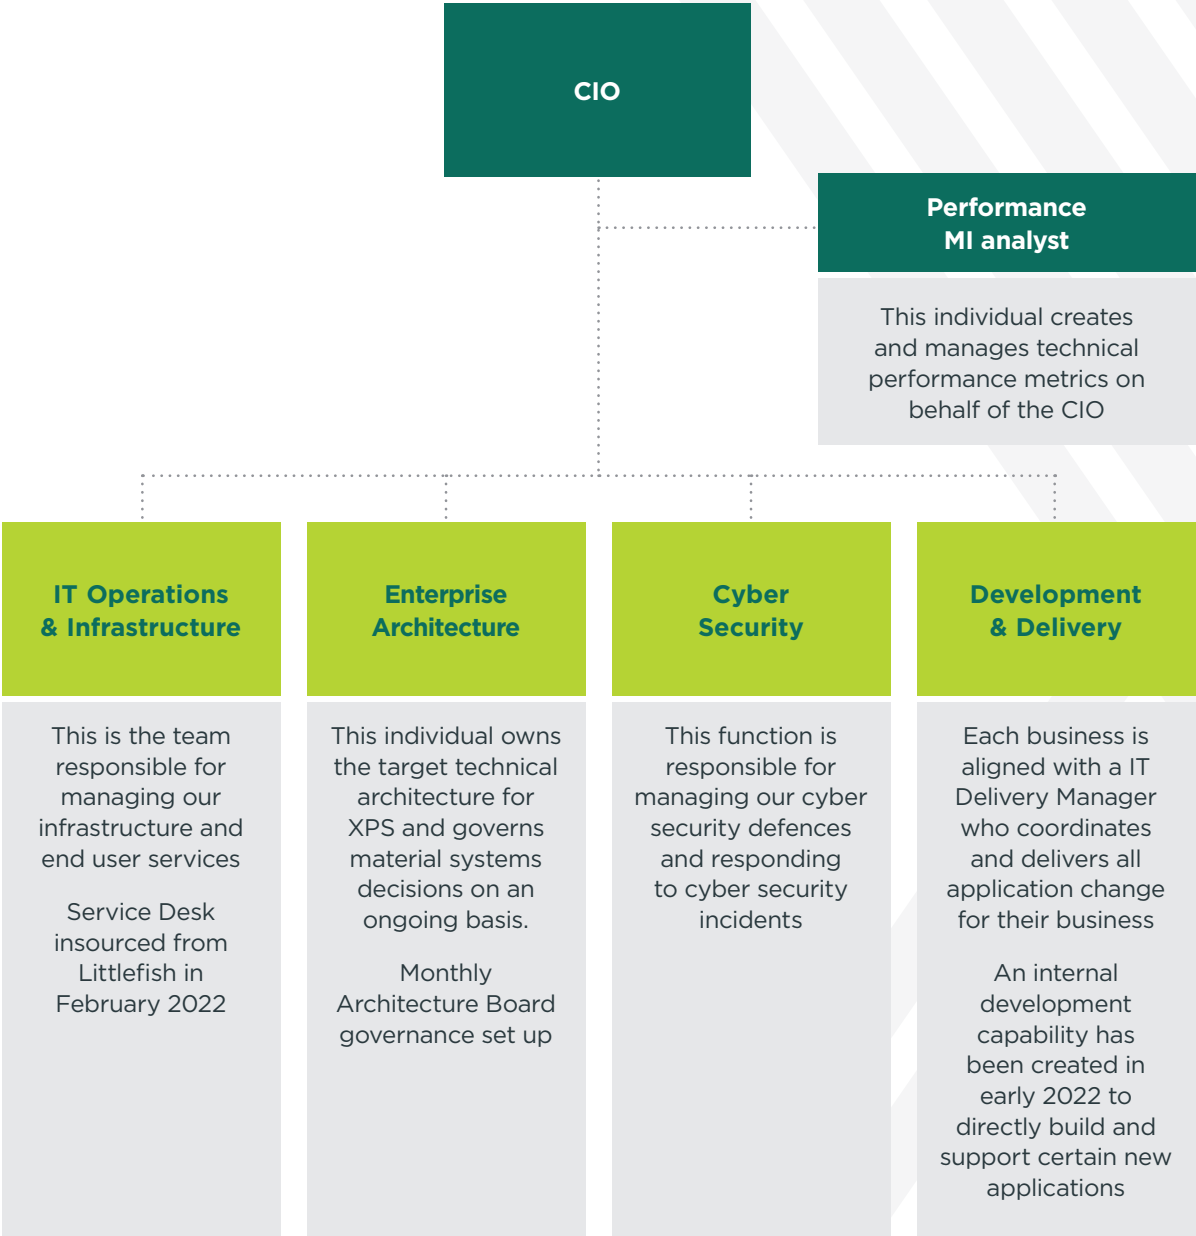 CIO
Performance
MI analyst
This individual creates
and manages technical
performance metrics on
behalf of the CIO
IT Operations
& Infrastructure
This is the team
responsible for
managing our
infrastructure and
end user services
Service Desk
insourced from
Littlefish in
February 2022
Enterprise
Architecture
This individual owns
the target technical
architecture for
XPS and governs
material systems
decisions on an
ongoing basis.
Monthly
Architecture Board
governance set up
Cyber
Security
This function is
responsible for
managing our cyber
security defences
and responding
to cyber security
incidents
Development
& Delivery
Each business is
aligned with a IT
Delivery Manager
who coordinates
and delivers all
application change
for their business
An internal
development
capability has
been created in
early 2022 to
directly build and
support certain new
applications